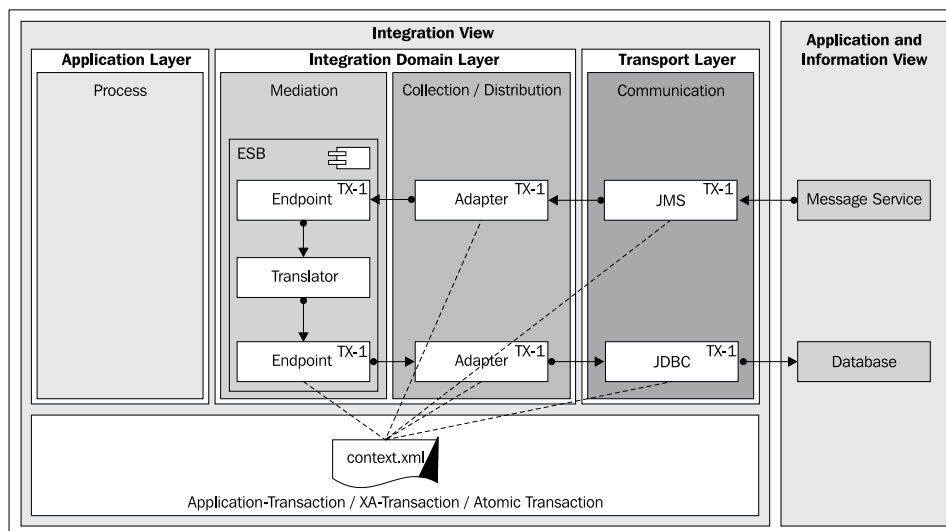 Integration View
Application and
Information View
Application Layer
Integration Domain Layer
Transport Layer
Process
Mediation
Collection / Distribution
Communication
ESB
Endpoint
TX-1
Adapter
TX-1
JMS
TX-1
Message Service
Translator
Endpoint
TX-1
Adapter
TX-1
JDBC
TX-1
Database
context.xml
Application-Transaction / XA-Transaction / Atomic Transaction